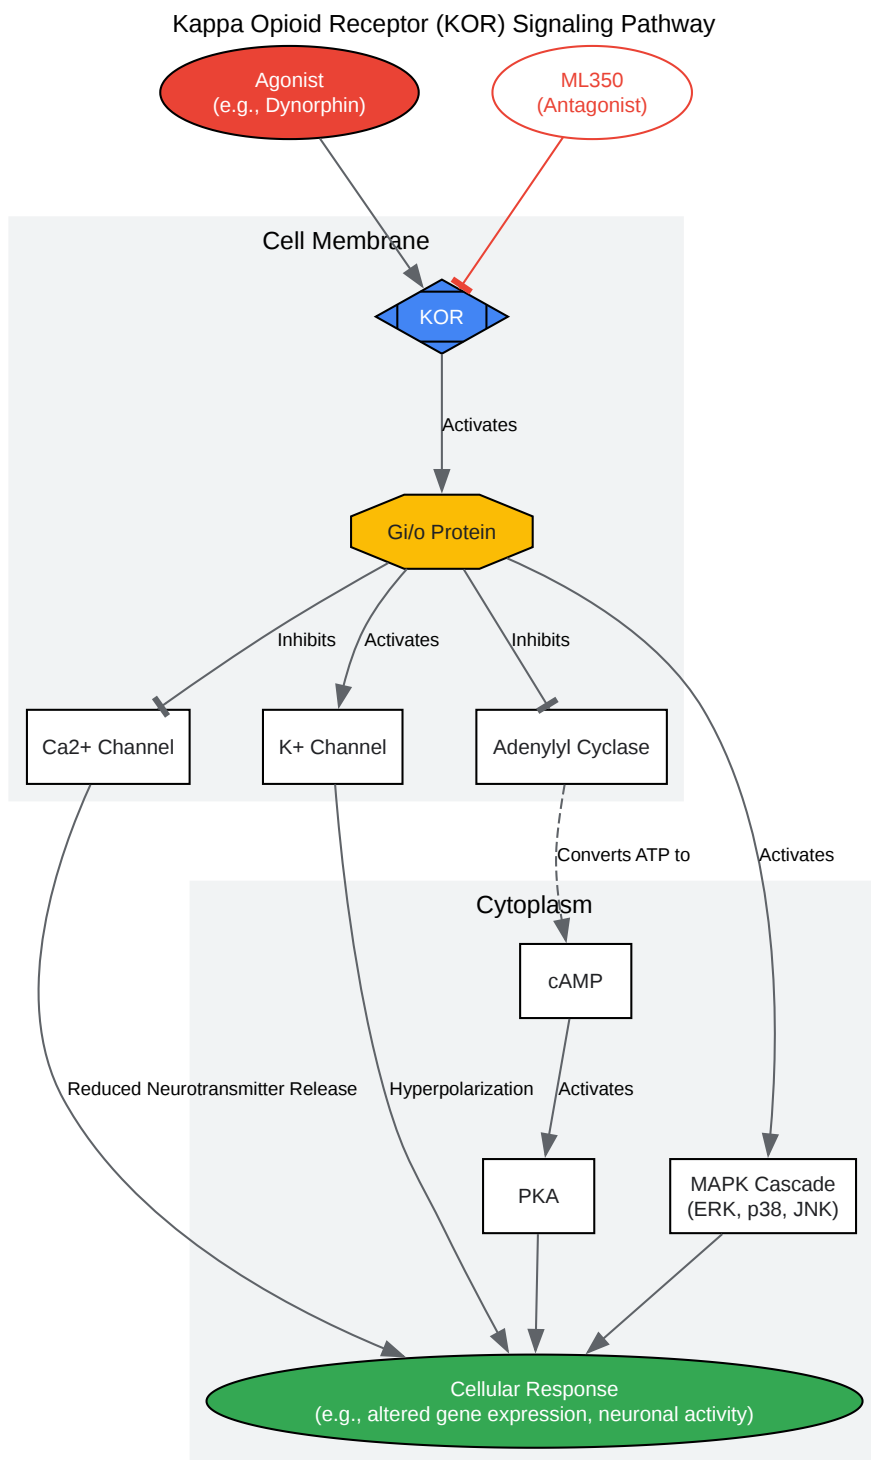 Kappa Opioid Receptor (KOR) Signaling Pathway
Agonist
(e.g., Dynorphin)
ML350
(Antagonist)
Cell Membrane
KOR
Activates
Gi/o Protein
Inhibits
Activates
Inhibits
Ca2+ Channel
K+ Channel
Adenylyl Cyclase
Converts ATP to
Activates
Cytoplasm
cAMP
Reduced Neurotransmitter Release
Hyperpolarization
Activates
PKA
MAPK Cascade
(ERK, p38, JNK)
Cellular Response
(e.g., altered gene expression, neuronal activity)